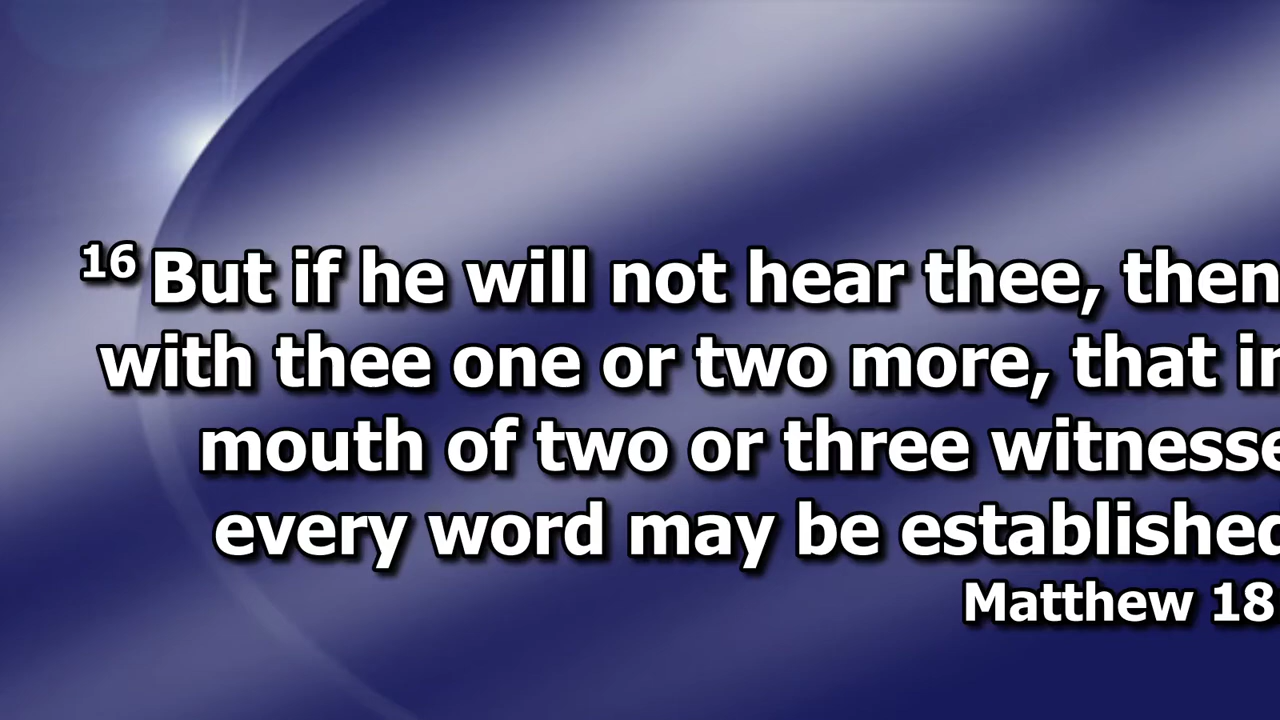 16 But if he will not hear thee, then
with thee one or two more, that in
mouth of two or three witnesse
every word may be established
Matthew 18